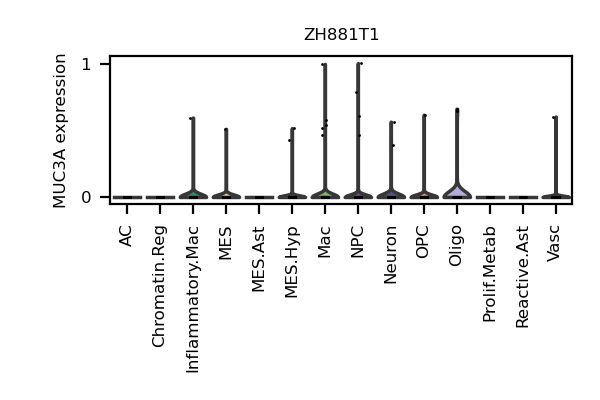 ZH881T1
MUC3A expression
1
0
AC
Chromatin.Reg
Inflammatory.Mac
MES
MES.Ast
MES.Hyp
Mac
NPC
Neuron
OPC
Oligo
Prolif.Metab
Reactive.Ast
Vasc